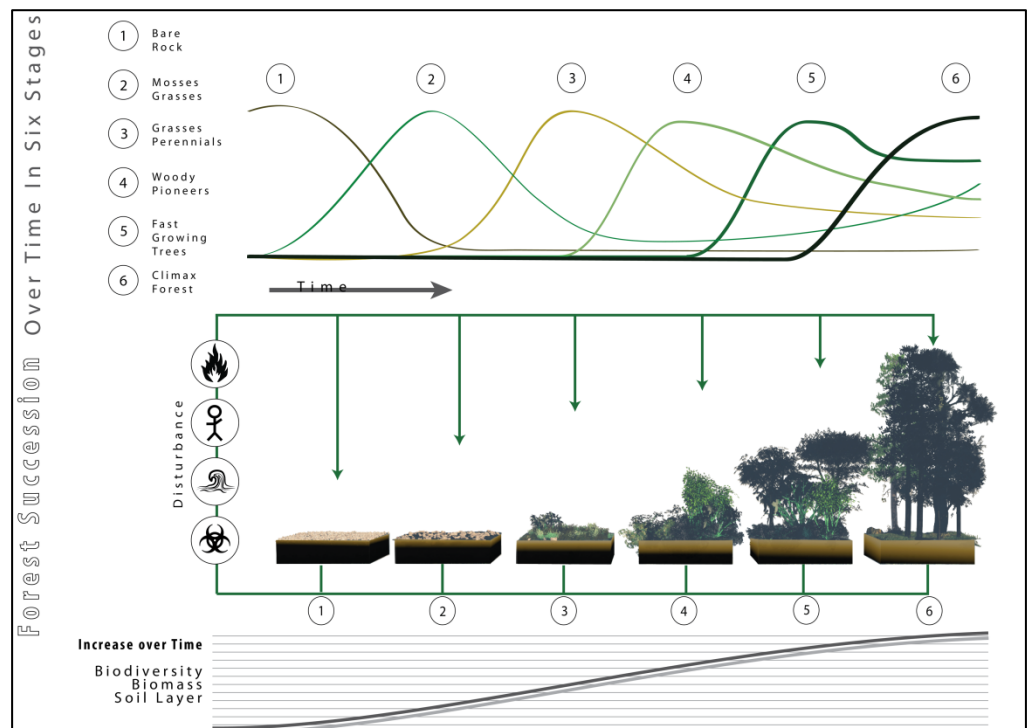 Forest Succession Over Time In Six Stages
1 Bare
Rock
2 Mosses
Grasses
3 Grasses
Perennials
4 Woody
Pioneers
5 Fast
Growing
Trees
6 Climax
Forest
1 2 3 4 5 6
Time
Disturbance
1 2 3 4 5 6
Increase over Time
Biodiversity
Biomass
Soil Layer